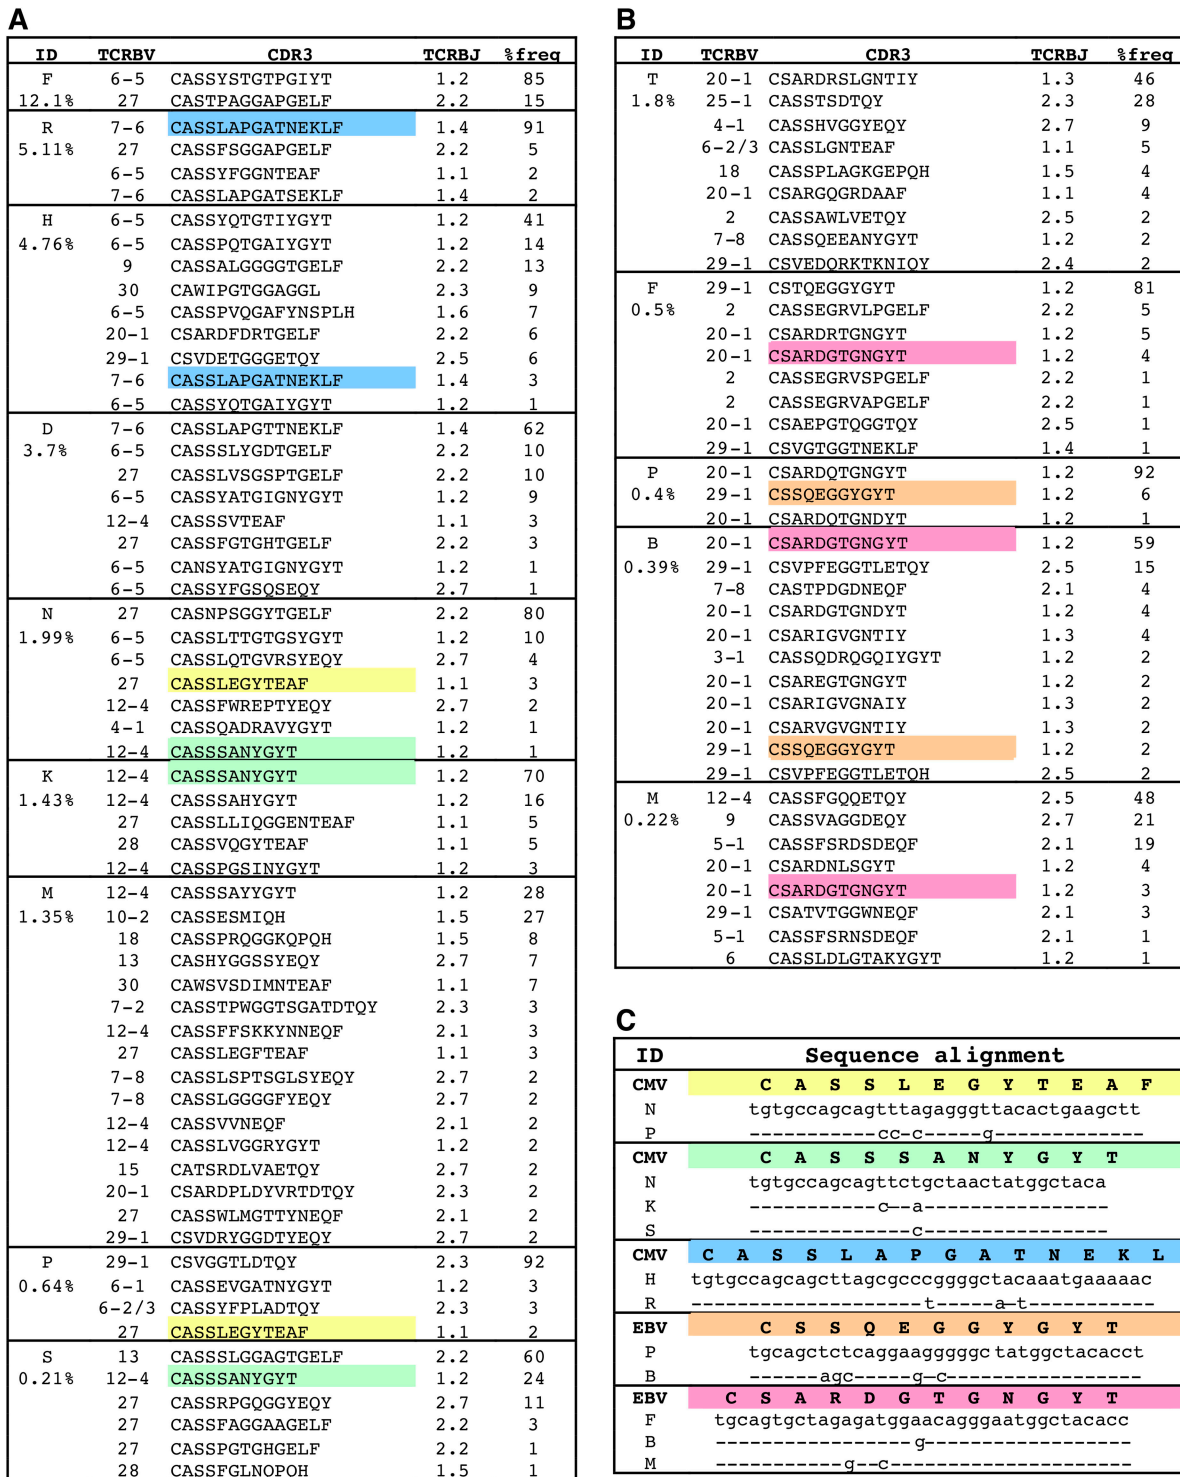 A
ID TCRBV CDR3 TCRBJ %freq
F 6-5 CASSYSTGTPGIYT 1.2 85
12.1% 27 CASTPAGGAPGELF 2.2 15
R 7-6 CASSLAPGATNEKLF 1.4 91
5.11% 27 CASSFSGGAPGELF 2.2 5
6-5 CASSYFGGNTEAF 1.1 2
7-6 CASSLAPGATSEKLF 1.4 2
H 6-5 CASSYQTGTIYGYT 1.2 41
4.76% 6-5 CASSPQTGAIYGYT 1.2 14
9 CASSALGGGGTGELF 2.2 13
30 CAWIPGTGGAGGL 2.3 9
6-5 CASSPVQGAFYNSPLH 1.6 7
20-1 CSARDFDRTGELF 2.2 6
29-1 CSVDETGGGETQY 2.5 6
7-6 CASSLAPGATNEKLF 1.4 3
6-5 CASSYQTGAIYGYT 1.2 1
D 7-6 CASSLAPGTTNEKLF 1.4 62
3.7% 6-5 CASSSLYGDTGELF 2.2 10
27 CASSLVSGSPTGELF 2.2 10
6-5 CASSYATGIGNYGYT 1.2 9
12-4 CASSSVTEAF 1.1 3
27 CASSFGTGHTGELF 2.2 3
6-5 CANSYATGIGNYGYT 1.2 1
6-5 CASSYFGSQSEQY 2.7 1
N 27 CASNPSGGYTGELF 2.2 80
1.99% 6-5 CASSLTTGTGSYGYT 1.2 10
6-5 CASSLQTGVRSYEQY 2.7 4
27 CASSLEGYTEAF 1.1 3
12-4 CASSFWREPTYEQY 2.7 2
4-1 CASSQADRAVYGYT 1.2 1
12-4 CASSSANYGYT 1.2 1
K 12-4 CASSSANYGYT 1.2 70
1.43% 12-4 CASSSAHYGYT 1.2 16
27 CASSLLIQGGENTEAF 1.1 5
28 CASSVQGYTEAF 1.1 5
12-4 CASSPGSINYGYT 1.2 3
M 12-4 CASSSAYYGYT 1.2 28
1.35% 10-2 CASSESMIQH 1.5 27
18 CASSPRQGGKQPQH 1.5 8
13 CASHYGGSSYEQY 2.7 7
30 CAWSVSDIMNTEAF 1.1 7
7-2 CASSTPWGGTSGATDTQY 2.3 3
12-4 CASSFFSKKYNNEQF 2.1 3
27 CASSLEGFTEAF 1.1 3
7-8 CASSLSPTSGLSYEQY 2.7 2
7-8 CASSLGGGGFYEQY 2.7 2
12-4 CASSVVNEQF 2.1 2
12-4 CASSLVGGRYGYT 1.2 2
15 CATSRDLVAETQY 2.7 2
20-1 CSARDPLDYVRTDTQY 2.3 2
27 CASSWLMGTTYNEQF 2.1 2
29-1 CSVDRYGGDTYEQY 2.7 2
P 29-1 CSVGGTLDTQY 2.3 92
0.64% 6-1 CASSEVGATNYGYT 1.2 3
6-2/3 CASSYFPLADTQY 2.3 3
27 CASSLEGYTEAF 1.1 2
S 13 CASSSLGGAGTGELF 2.2 60
0.21% 12-4 CASSSANYGYT 1.2 24
27 CASSRPGQGGYEQY 2.7 11
27 CASSFAGGAAGELF 2.2 3
27 CASSPGTGHGELF 2.2 1
28 CASSFGLNQPQH 1.5 1
B
ID TCRBV CDR3 TCRBJ %freq
T 20-1 CSARDRSLGNTIY 1.3 46
1.8% 25-1 CASSTSDTQY 2.3 28
4-1 CASSHVGGYEQY 2.7 9
6-2/3 CASSLGNTEAF 1.1 5
18 CASSPLAGKGEPQH 1.5 4
20-1 CSARGQGRDAAF 1.1 4
2 CASSAWLVETQY 2.5 2
7-8 CASSQEEANYGYT 1.2 2
29-1 CSVEDQRKTKNIQY 2.4 2
F 29-1 CSTQEGGYGYT 1.2 81
0.5% 2 CASSEGRVLPGELF 2.2 5
20-1 CSARDRTGNGYT 1.2 5
20-1 CSARDGTGNGYT 1.2 4
2 CASSEGRVSPGELF 2.2 1
2 CASSEGRVAPGELF 2.2 1
20-1 CSAEPGTQGGTQY 2.5 1
29-1 CSVGTGGTNEKLF 1.4 1
P 20-1 CSARDQTGNGYT 1.2 92
0.4% 29-1 CSSQEGGYGYT 1.2 6
20-1 CSARDQTGNDYT 1.2 1
B 20-1 CSARDGTGNGYT 1.2 59
0.39% 29-1 CSVPFEGGTLETQY 2.5 15
7-8 CASTPDGDNEQF 2.1 4
20-1 CSARDGTGNDYT 1.2 4
20-1 CSARIGVGNTIY 1.3 4
3-1 CASSQDRQGQIYGYT 1.2 2
20-1 CSAREGTGNGYT 1.2 2
20-1 CSARIGVGNAIY 1.3 2
20-1 CSARVGVGNTIY 1.3 2
29-1 CSSQEGGYGYT 1.2 2
29-1 CSVPFEGGTLETQH 2.5 2
M 12-4 CASSFGQQETQY 2.5 48
0.22% 9 CASSVAGGDEQY 2.7 21
5-1 CASSFSRDSDEQF 2.1 19
20-1 CSARDNLSGYT 1.2 4
20-1 CSARDGTGNGYT 1.2 3
29-1 CSATVTGGWNEQF 2.1 3
5-1 CASSFSRNSDEQF 2.1 1
6 CASSLDLGTAKYGYT 1.2 1
C
ID Sequence alignment
CMV C A S S L E G Y T E A F
N tgtgccagcagtttagagggttacactgaagctt
P -----------cc-c-----g-------------
CMV C A S S S A N Y G Y T
N tgtgccagcagttctgctaactatggctaca
K -----------c--a----------------
S --------------c----------------
CMV C A S S L A P G A T N E K L
H tgtgccagcagcttagcgcccggggctacaaatgaaaaac
R --------------------t-----a-t-----------
EBV C S S Q E G G Y G Y T
P tgcagctctcaggaagggggctatggctacacct
B ------agc-----g-c-----------------
EBV C S A R D G T G N G Y T
F tgcagtgctagagatggaacagggaatggctacacc
B -----------------g------------------
M -----------g--c---------------------